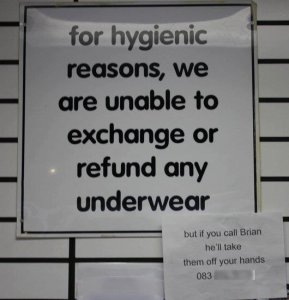 for hygienic
reasons, we
are unable to
exchange or
refund any
underwear
but if you call Brian
he'll take
them off your hands
083